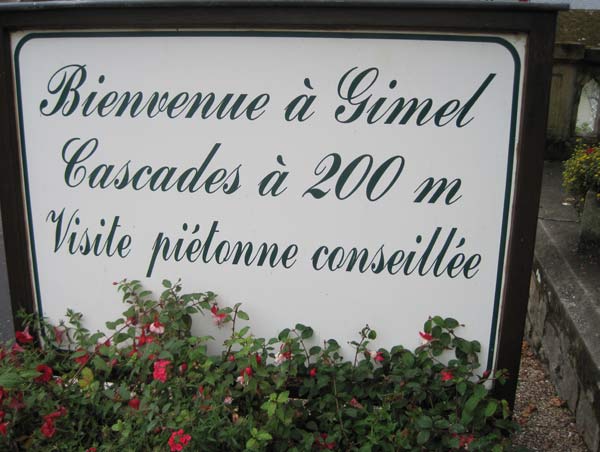 Bienvenue à Gimel
Cascades à 200 m
Visite piétonne conseillée